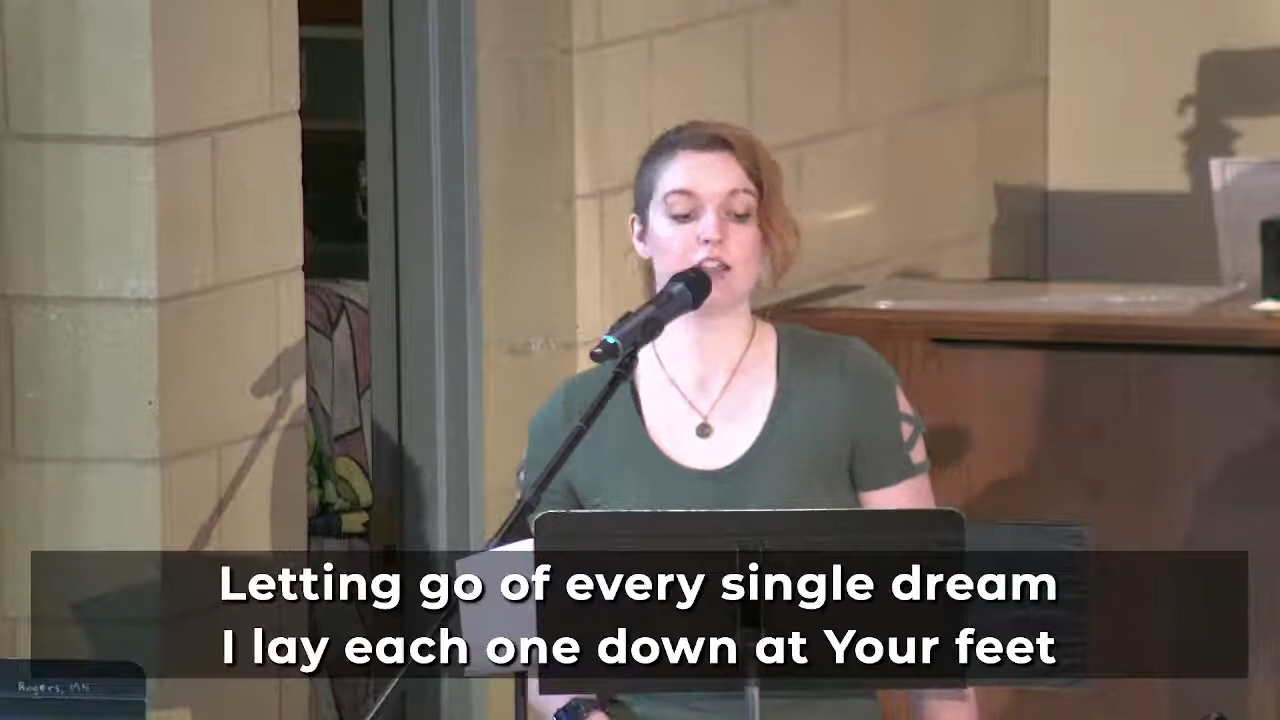 Letting go of every single dream
I lay each one down at Your feet
Rogers, MN